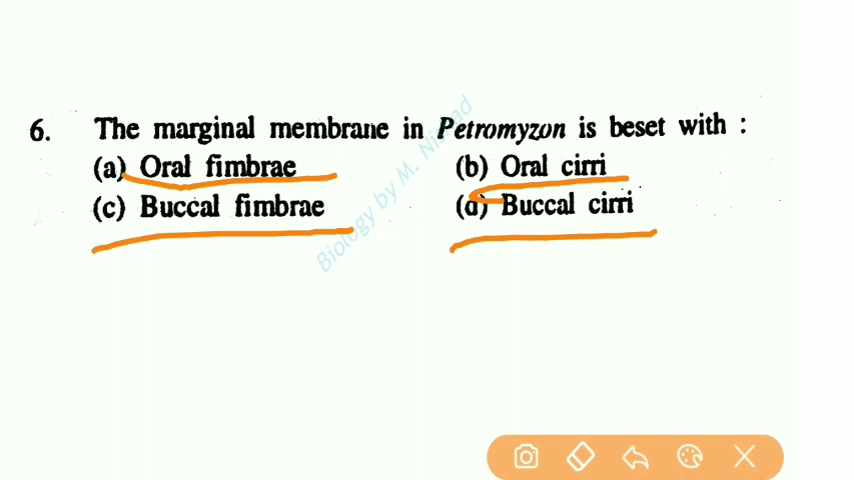 6. The marginal membrane in Petromyzon is beset with :
(a) Oral fimbrae (b) Oral cirri
(c) Buccal fimbrae (d) Buccal cirri
Biology by M. Nishad